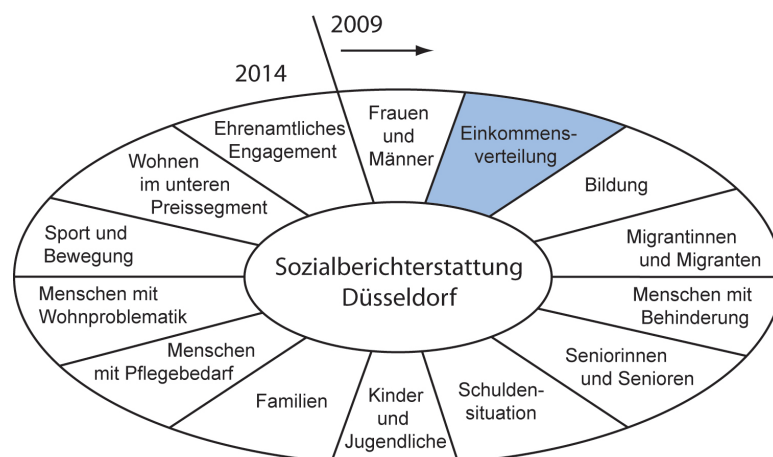 2009
2014
Frauen
und
Männer
Einkommens-
verteilung
Bildung
Migrantinnen
und Migranten
Menschen mit
Behinderung
Seniorinnen
und Senioren
Schulden-
situation
Kinder
und
Jugendliche
Familien
Menschen
mit Pflegebedarf
Menschen mit
Wohnproblematik
Sport und
Bewegung
Wohnen
im unteren
Preissegment
Ehrenamtliches
Engagement
Sozialberichterstattung
Düsseldorf